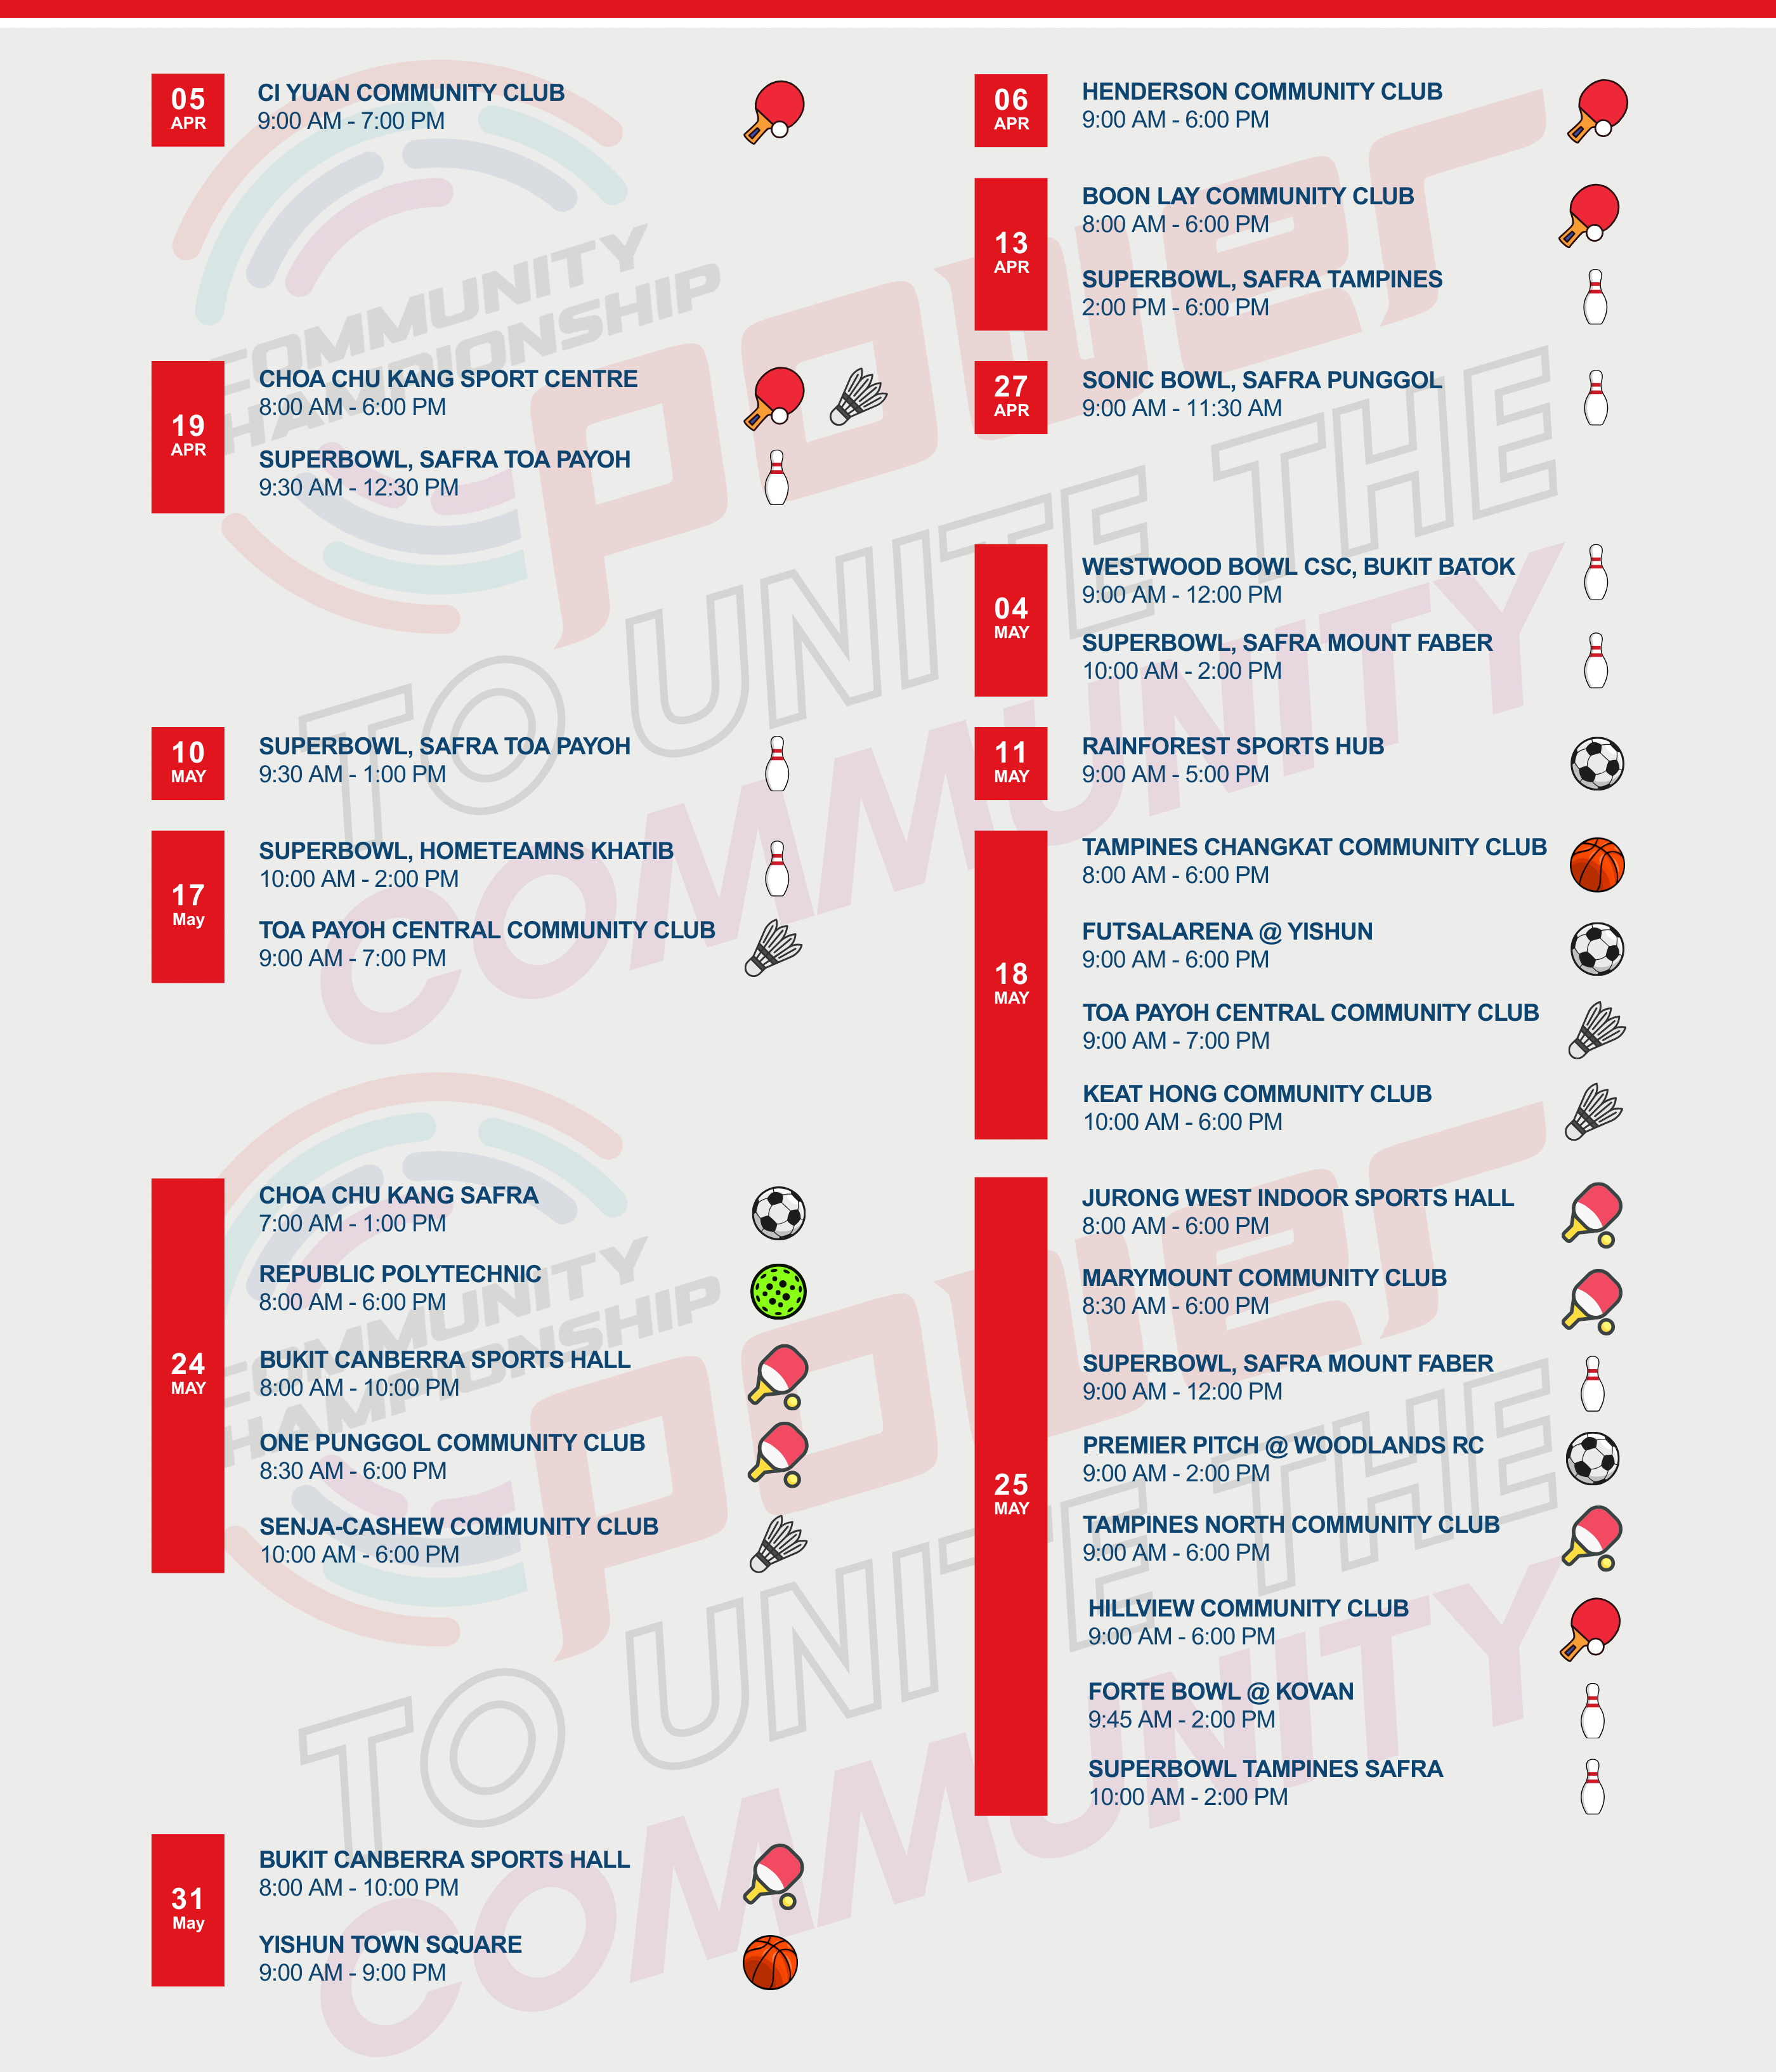 05
APR
CI YUAN COMMUNITY CLUB
9:00 AM - 7:00 PM
06
APR
HENDERSON COMMUNITY CLUB
9:00 AM - 6:00 PM
13
APR
BOON LAY COMMUNITY CLUB
8:00 AM - 6:00 PM
SUPERBOWL, SAFRA TAMPINES
2:00 PM - 6:00 PM
19
APR
CHOA CHU KANG SPORT CENTRE
8:00 AM - 6:00 PM
SUPERBOWL, SAFRA TOA PAYOH
9:30 AM - 12:30 PM
27
APR
SONIC BOWL, SAFRA PUNGGOL
9:00 AM - 11:30 AM
04
MAY
WESTWOOD BOWL CSC, BUKIT BATOK
9:00 AM - 12:00 PM
SUPERBOWL, SAFRA MOUNT FABER
10:00 AM - 2:00 PM
10
MAY
SUPERBOWL, SAFRA TOA PAYOH
9:30 AM - 1:00 PM
11
MAY
RAINFOREST SPORTS HUB
9:00 AM - 5:00 PM
17
May
SUPERBOWL, HOMETEAMNS KHATIB
10:00 AM - 2:00 PM
TOA PAYOH CENTRAL COMMUNITY CLUB
9:00 AM - 7:00 PM
18
MAY
TAMPINES CHANGKAT COMMUNITY CLUB
8:00 AM - 6:00 PM
FUTSALARENA @ YISHUN
9:00 AM - 6:00 PM
TOA PAYOH CENTRAL COMMUNITY CLUB
9:00 AM - 7:00 PM
KEAT HONG COMMUNITY CLUB
10:00 AM - 6:00 PM
24
MAY
CHOA CHU KANG SAFRA
7:00 AM - 1:00 PM
REPUBLIC POLYTECHNIC
8:00 AM - 6:00 PM
BUKIT CANBERRA SPORTS HALL
8:00 AM - 10:00 PM
ONE PUNGGOL COMMUNITY CLUB
8:30 AM - 6:00 PM
SENJA-CASHEW COMMUNITY CLUB
10:00 AM - 6:00 PM
25
MAY
JURONG WEST INDOOR SPORTS HALL
8:00 AM - 6:00 PM
MARYMOUNT COMMUNITY CLUB
8:30 AM - 6:00 PM
SUPERBOWL, SAFRA MOUNT FABER
9:00 AM - 12:00 PM
PREMIER PITCH @ WOODLANDS RC
9:00 AM - 2:00 PM
TAMPINES NORTH COMMUNITY CLUB
9:00 AM - 6:00 PM
HILLVIEW COMMUNITY CLUB
9:00 AM - 6:00 PM
FORTE BOWL @ KOVAN
9:45 AM - 2:00 PM
SUPERBOWL TAMPINES SAFRA
10:00 AM - 2:00 PM
31
May
BUKIT CANBERRA SPORTS HALL
8:00 AM - 10:00 PM
YISHUN TOWN SQUARE
9:00 AM - 9:00 PM
COMMUNITY
CHAMPIONSHIP
POWER
TO UNITE THE
COMMUNITY
COMMUNITY
CHAMPIONSHIP
POWER
TO UNITE THE
COMMUNITY